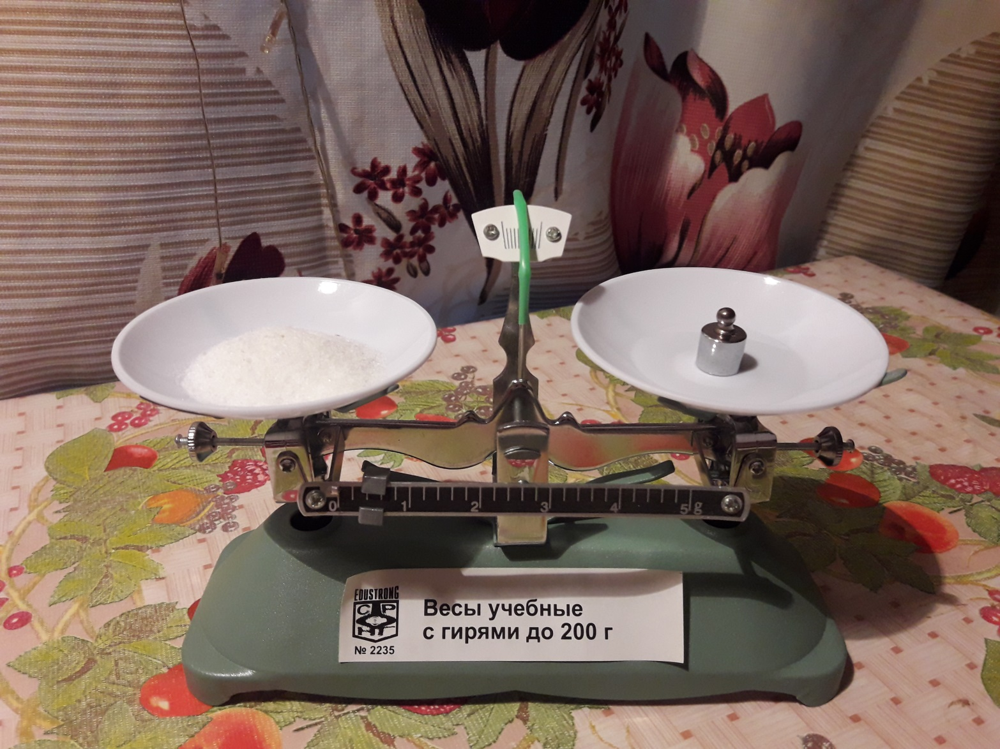 0 1 2 3 4 5 g
EDUSTRONG
Весы учебные
С Р
с гирями до 200 г
№ 2235